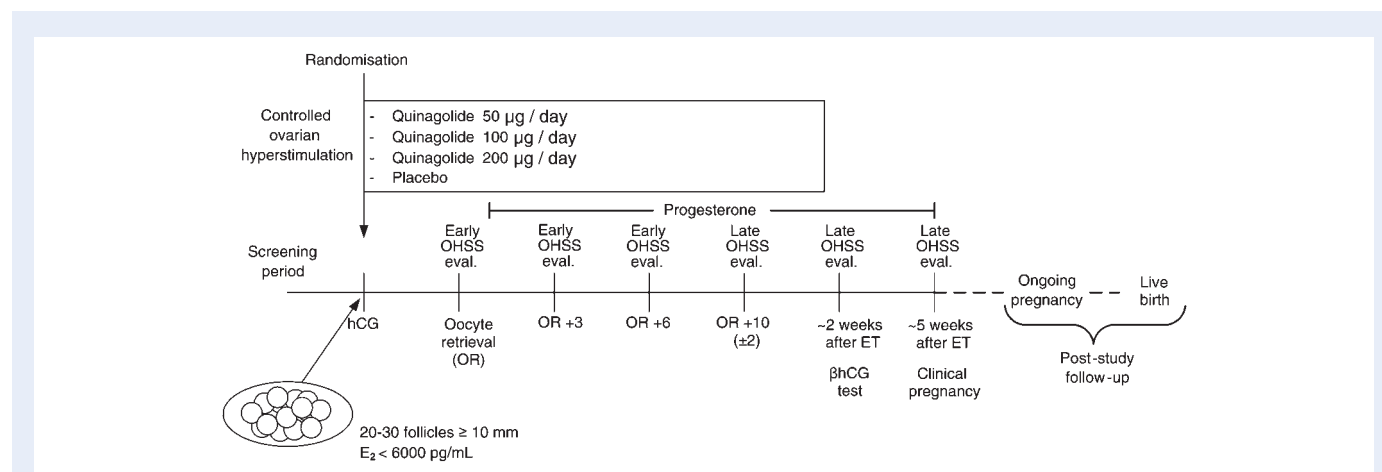 Randomisation
Controlled
ovarian
hyperstimulation
- Quinagolide 50 µg / day
- Quinagolide 100 µg / day
- Quinagolide 200 µg / day
- Placebo
Progesterone
Screening
period
Early
OHSS
eval.
Early
OHSS
eval.
Early
OHSS
eval.
Late
OHSS
eval.
Late
OHSS
eval.
Late
OHSS
eval.
Ongoing
pregnancy
Live
birth
hCG
Oocyte
retrieval
(OR)
OR +3
OR +6
OR +10
(±2)
~2 weeks
after ET
βhCG
test
~5 weeks
after ET
Clinical
pregnancy
Post-study
follow-up
20-30 follicles ≥ 10 mm
E₂ < 6000 pg/mL